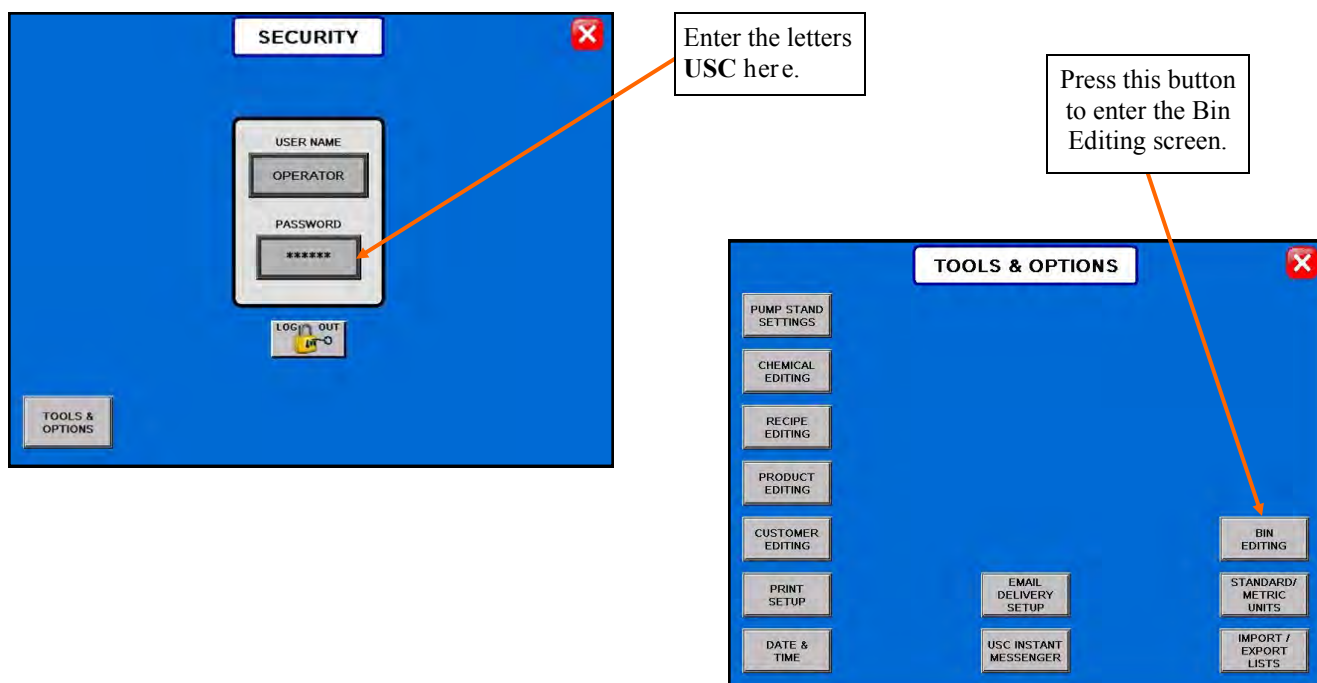 SECURITY
USER NAME
OPERATOR
PASSWORD
******
LOG OUT
TOOLS &
OPTIONS
Enter the letters
USC here.
Press this button
to enter the Bin
Editing screen.
TOOLS & OPTIONS
PUMP STAND
SETTINGS
CHEMICAL
EDITING
RECIPE
EDITING
PRODUCT
EDITING
CUSTOMER
EDITING
PRINT
SETUP
DATE &
TIME
EMAIL
DELIVERY
SETUP
USC INSTANT
MESSENGER
BIN
EDITING
STANDARD/
METRIC
UNITS
IMPORT /
EXPORT
LISTS